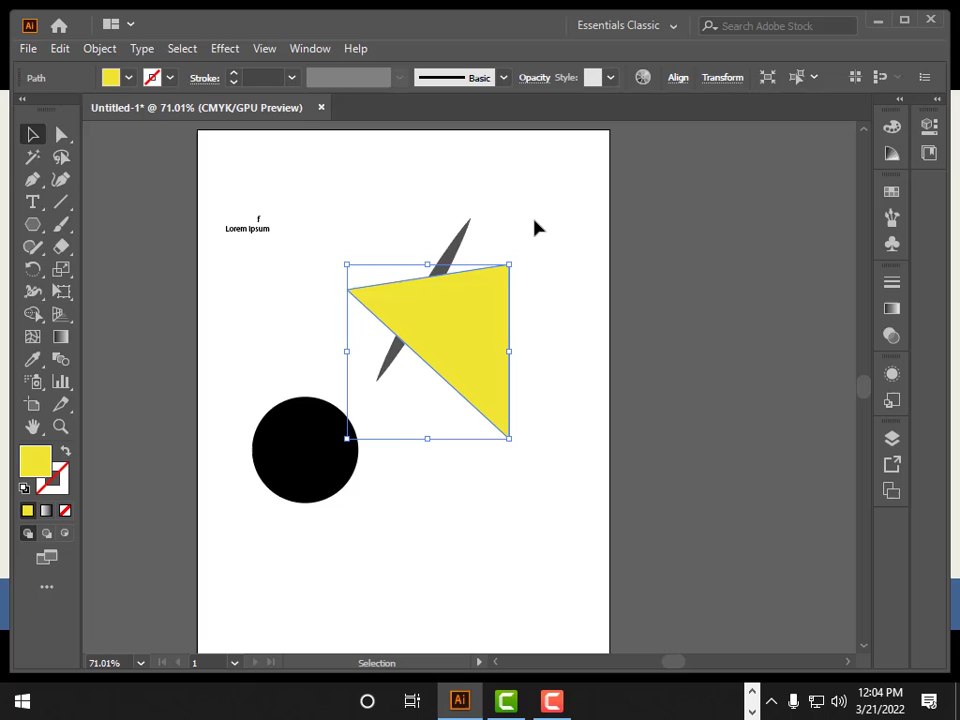 Ai
Essentials Classic
Search Adobe Stock
File Edit Object Type Select Effect View Window Help
Path
Stroke:
Basic
Opacity Style:
Align
Transform
Untitled-1* @ 71.01% (CMYK/GPU Preview)
f
Lorem Ipsum
71.01%
1
Selection
Ai
12:04 PM
3/21/2022